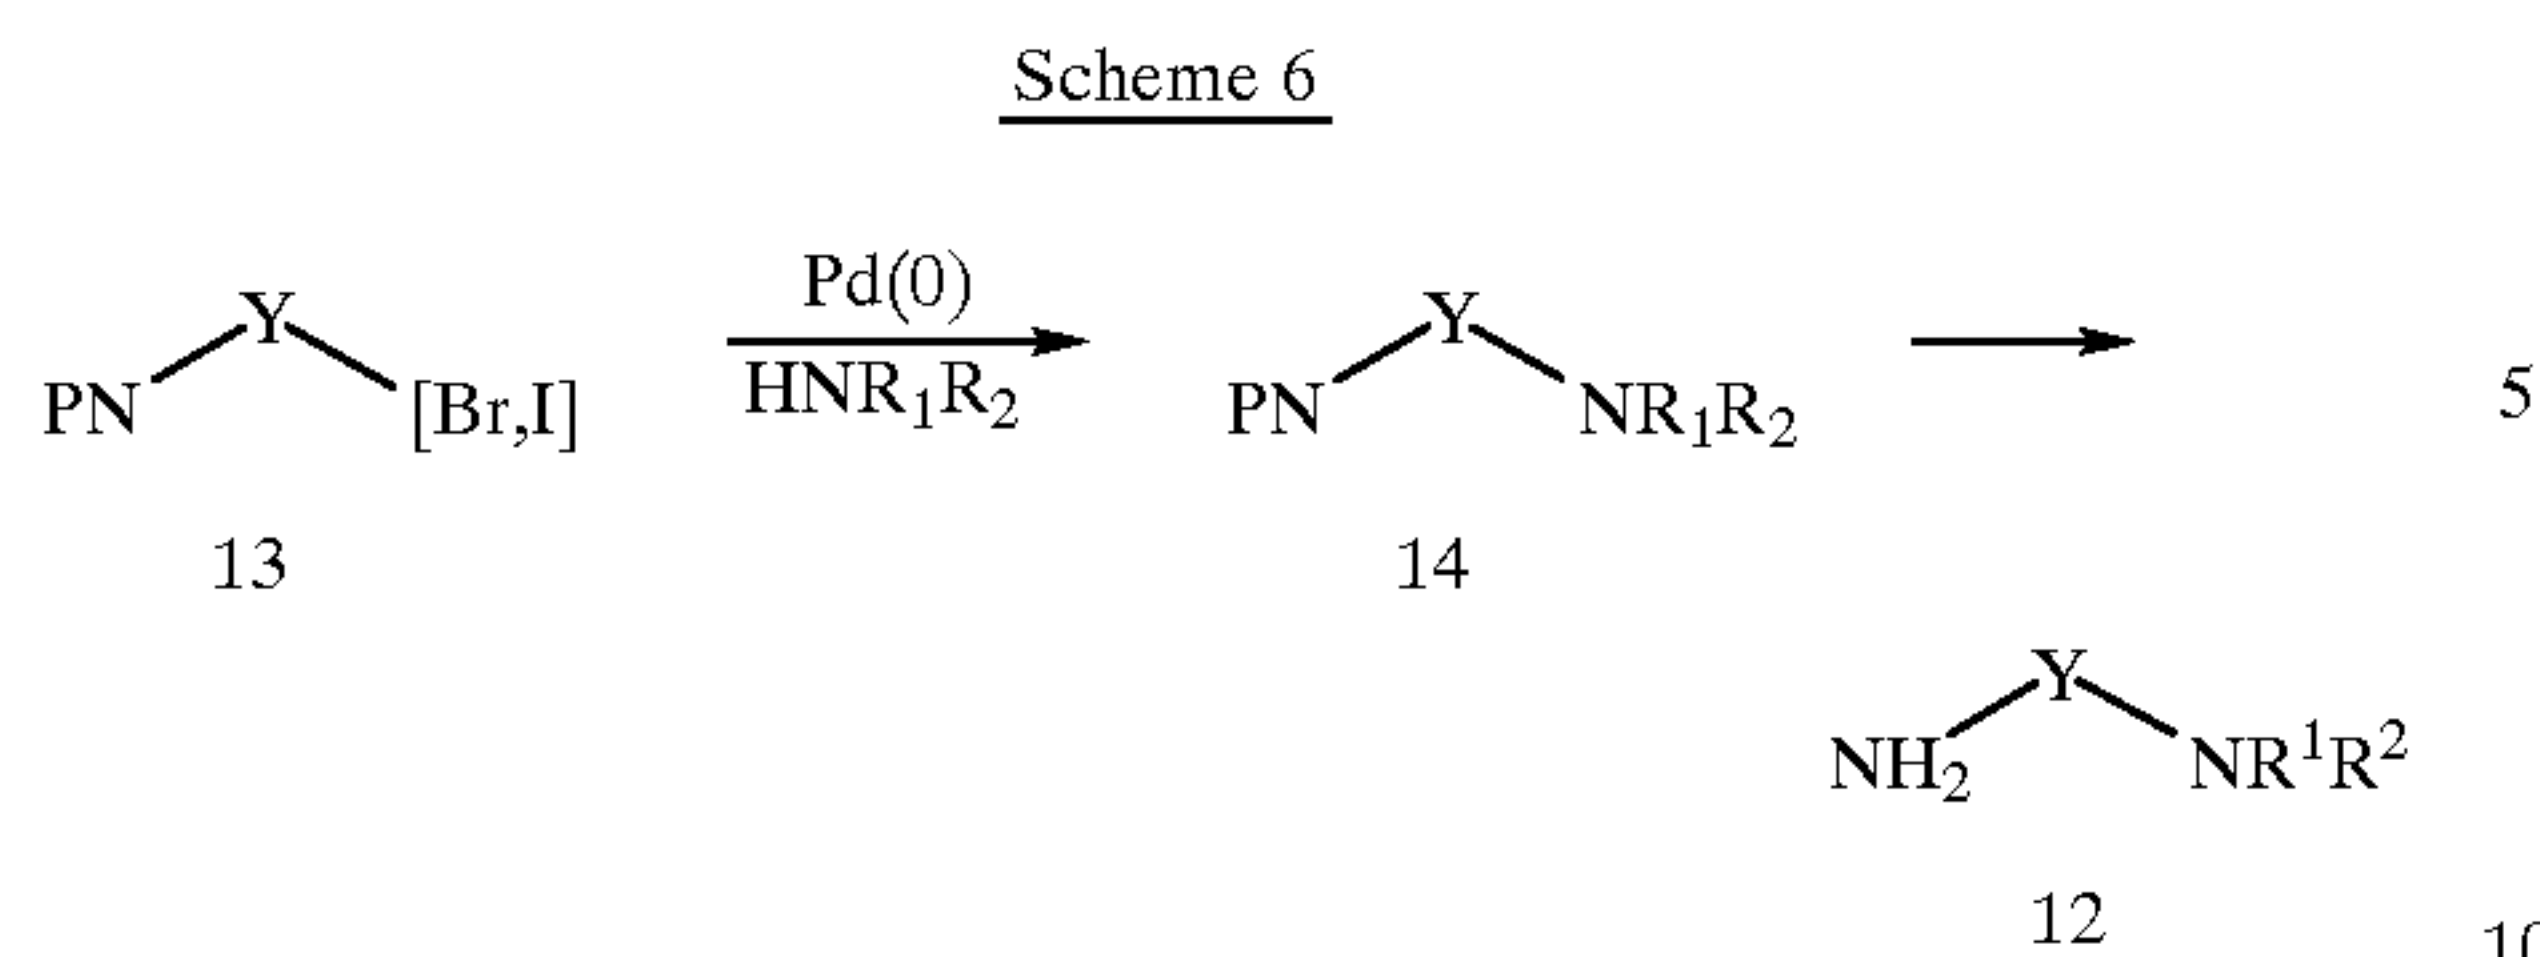 Scheme 6
Pd(0)
HNR₁R₂
Y
PN
[Br,I]
Y
PN
NR₁R₂
5
13
14
Y
NH₂
NR¹R²
12